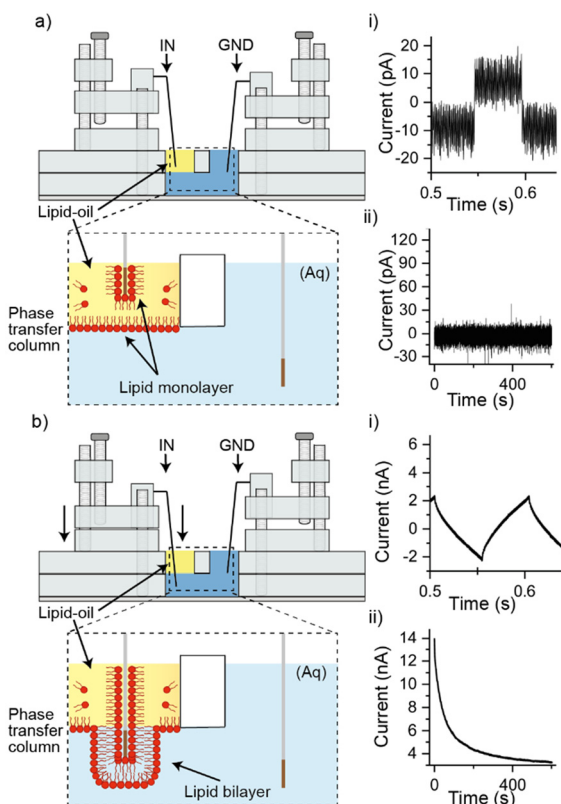 a)
IN
GND
Lipid-oil
(Aq)
Phase
transfer
column
Lipid monolayer
i)
Current (pA)
20
10
0
-10
-20
0.5
0.6
Time (s)
ii)
Current (pA)
120
90
60
30
0
-30
0
400
Time (s)
b)
IN
GND
Lipid-oil
(Aq)
Phase
transfer
column
Lipid bilayer
i)
Current (nA)
4
2
0
-2
0.5
0.6
Time (s)
ii)
Current (nA)
14
12
10
8
6
4
0
400
Time (s)